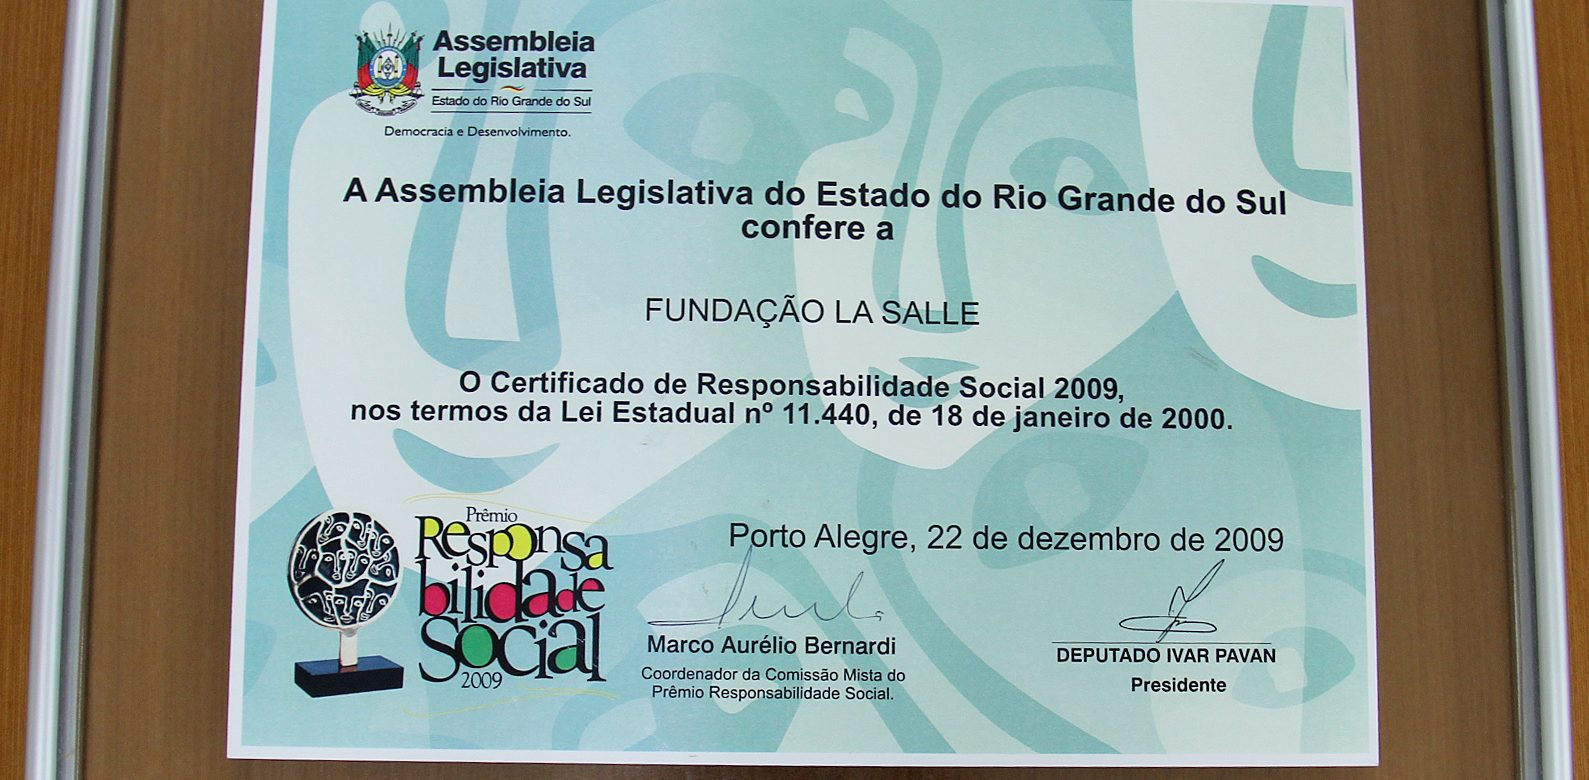 Assembleia
Legislativa
Estado do Rio Grande do Sul
Democracia e Desenvolvimento.
A Assembleia Legislativa do Estado do Rio Grande do Sul
confere a
FUNDAÇÃO LA SALLE
O Certificado de Responsabilidade Social 2009,
nos termos da Lei Estadual nº 11.440, de 18 de janeiro de 2000.
Prêmio
Responsa
bilidade
Social
2009
Porto Alegre, 22 de dezembro de 2009
Marco Aurélio Bernardi
Coordenador da Comissão Mista do
Prêmio Responsabilidade Social.
DEPUTADO IVAR PAVAN
Presidente